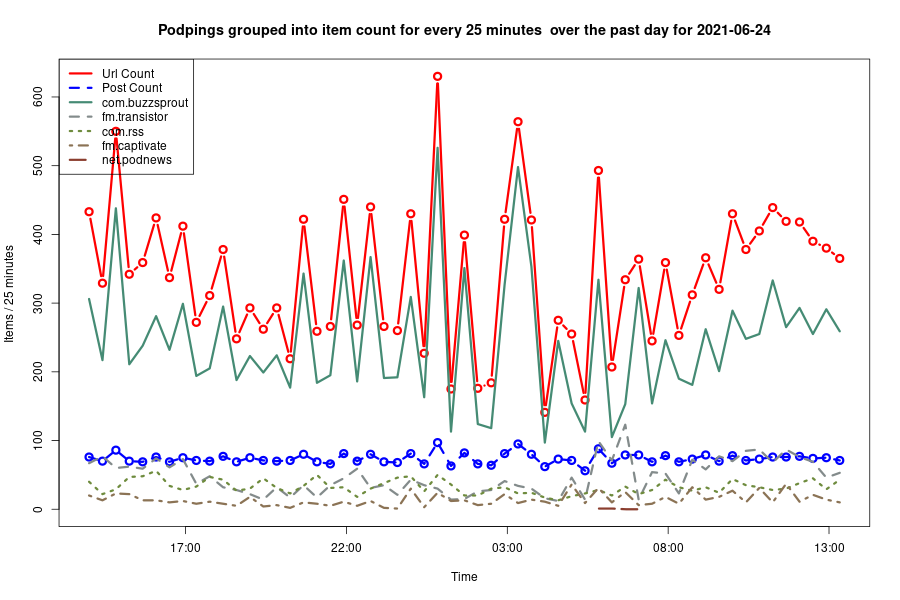 Podpings grouped into item count for every 25 minutes  over the past day for 2021-06-24
Url Count
Post Count
com.buzzsprout
fm.transistor
com.rss
fm.captivate
net.podnews
600
500
400
300
200
100
0
Items / 25 minutes
17:00
22:00
03:00
08:00
13:00
Time